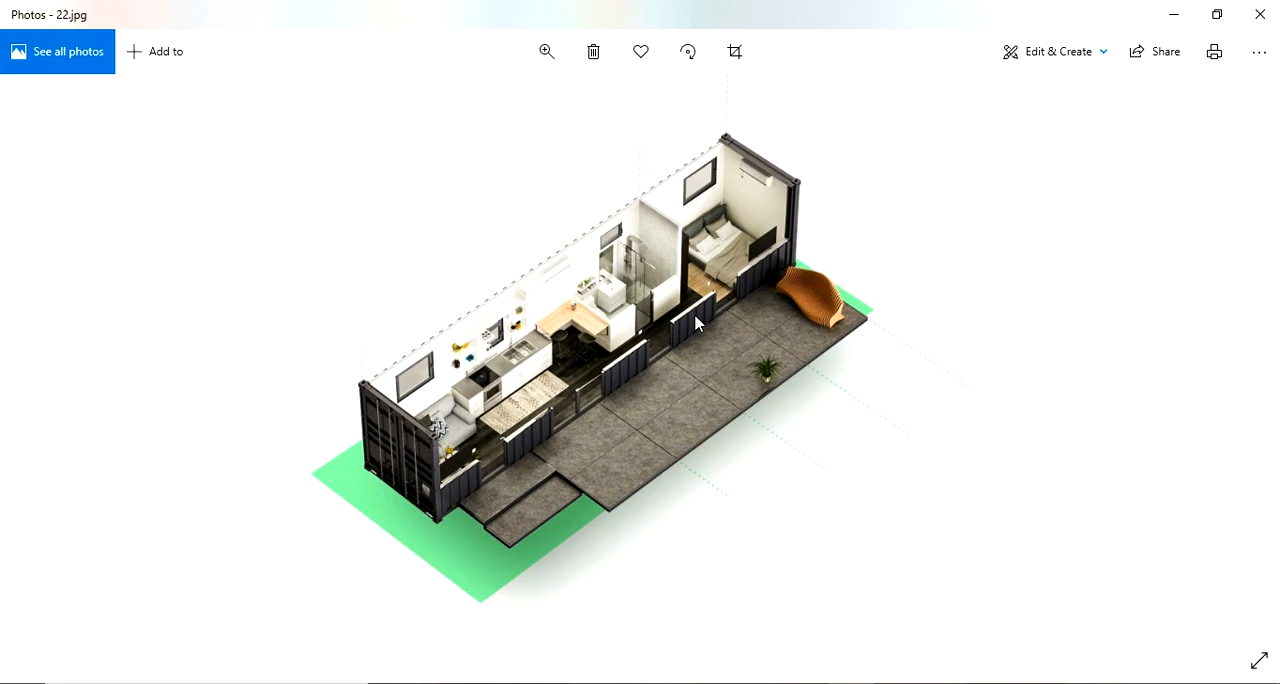 Photos - 22.jpg
See all photos
Add to
Edit & Create
Share